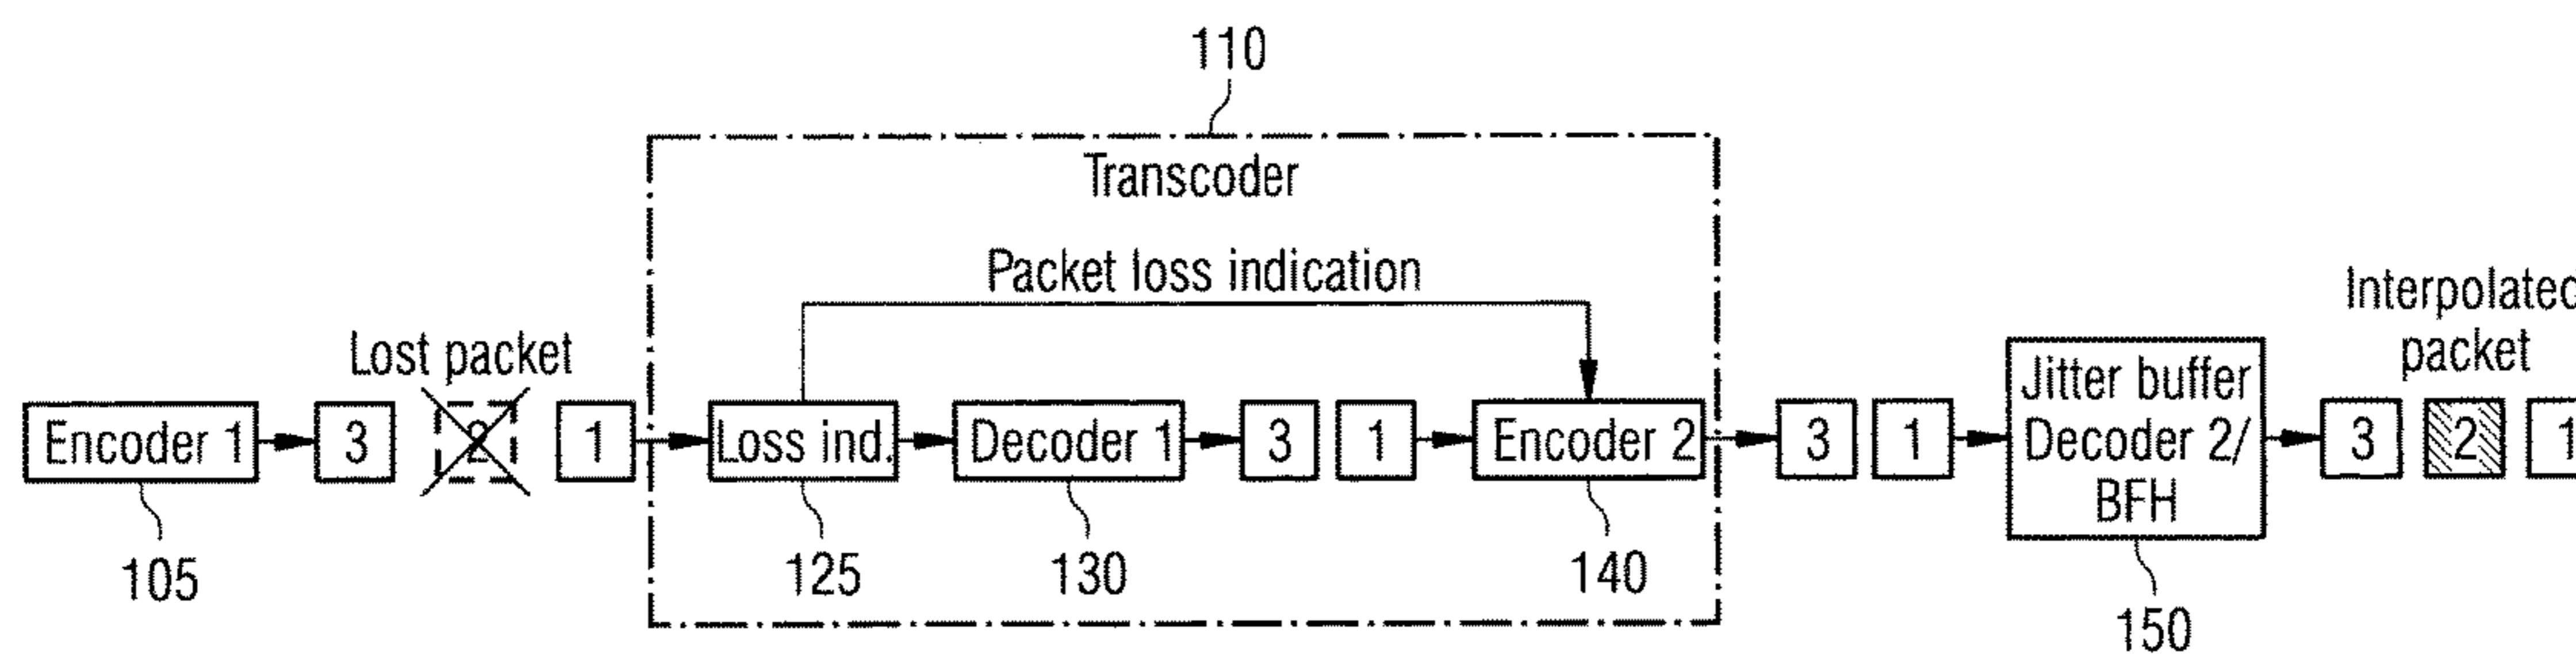 110
Transcoder
Packet loss indication
Interpolated
packet
Lost packet
Encoder 1
3
2
1
Loss ind.
Decoder 1
3
1
Encoder 2
3
1
Jitter buffer
Decoder 2/
BFH
3
2
1
105
125
130
140
150